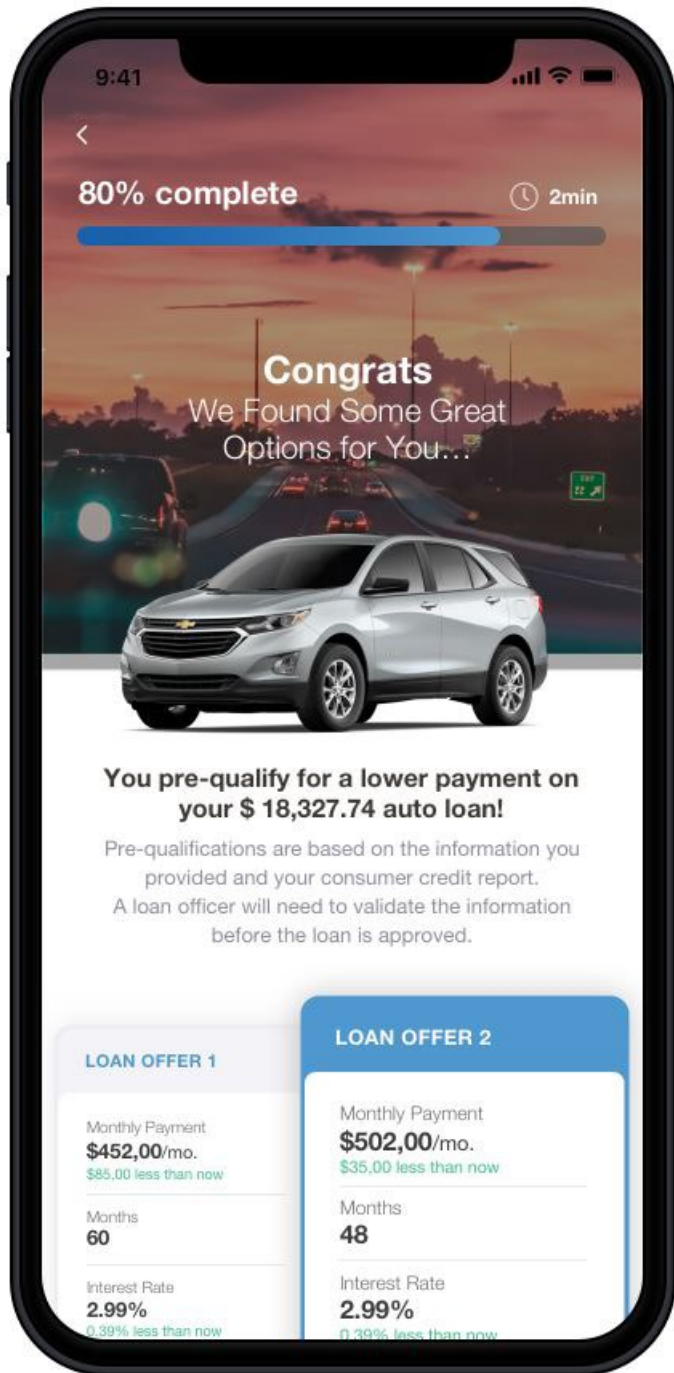 9:41
80% complete
2min
Congrats
We Found Some Great
Options for You...
EXIT
You pre-qualify for a lower payment on
your $ 18,327.74 auto loan!
Pre-qualifications are based on the information you
provided and your consumer credit report.
A loan officer will need to validate the information
before the loan is approved.
LOAN OFFER 1
Monthly Payment
$452,00/mo.
$85,00 less than now
Months
60
Interest Rate
2.99%
0.39% less than now
LOAN OFFER 2
Monthly Payment
$502,00/mo.
$35,00 less than now
Months
48
Interest Rate
2.99%
0.39% less than now